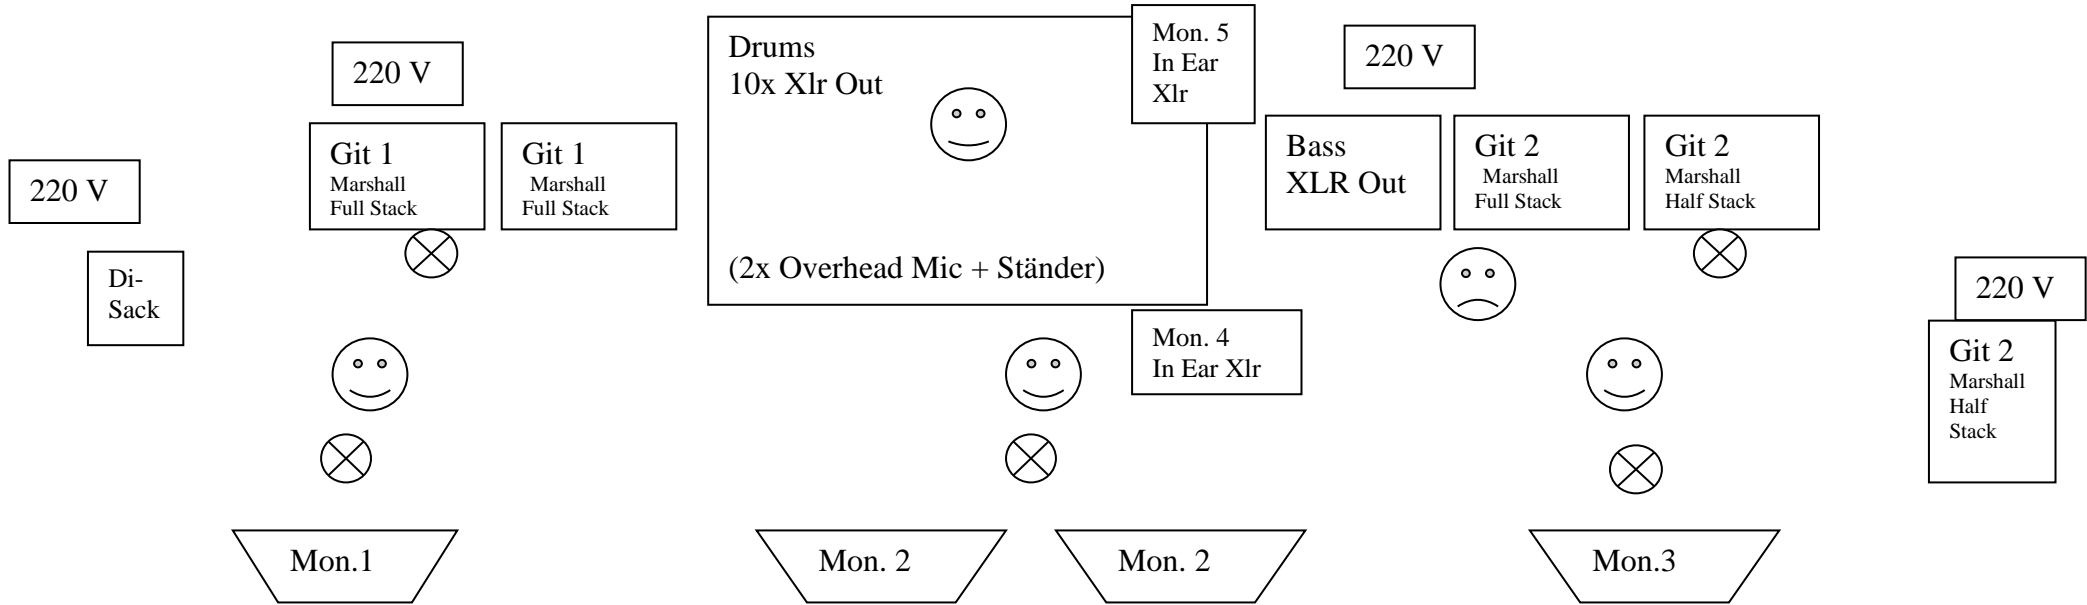 220 V
Git 1
Marshall
Full Stack
Git 1
Marshall
Full Stack
220 V
Di-
Sack
Drums
10x Xlr Out
(2x Overhead Mic + Ständer)
Mon. 5
In Ear
Xlr
220 V
Bass
XLR Out
Git 2
Marshall
Full Stack
Git 2
Marshall
Half Stack
Mon. 4
In Ear Xlr
220 V
Git 2
Marshall
Half
Stack
Mon.1
Mon. 2
Mon. 2
Mon.3